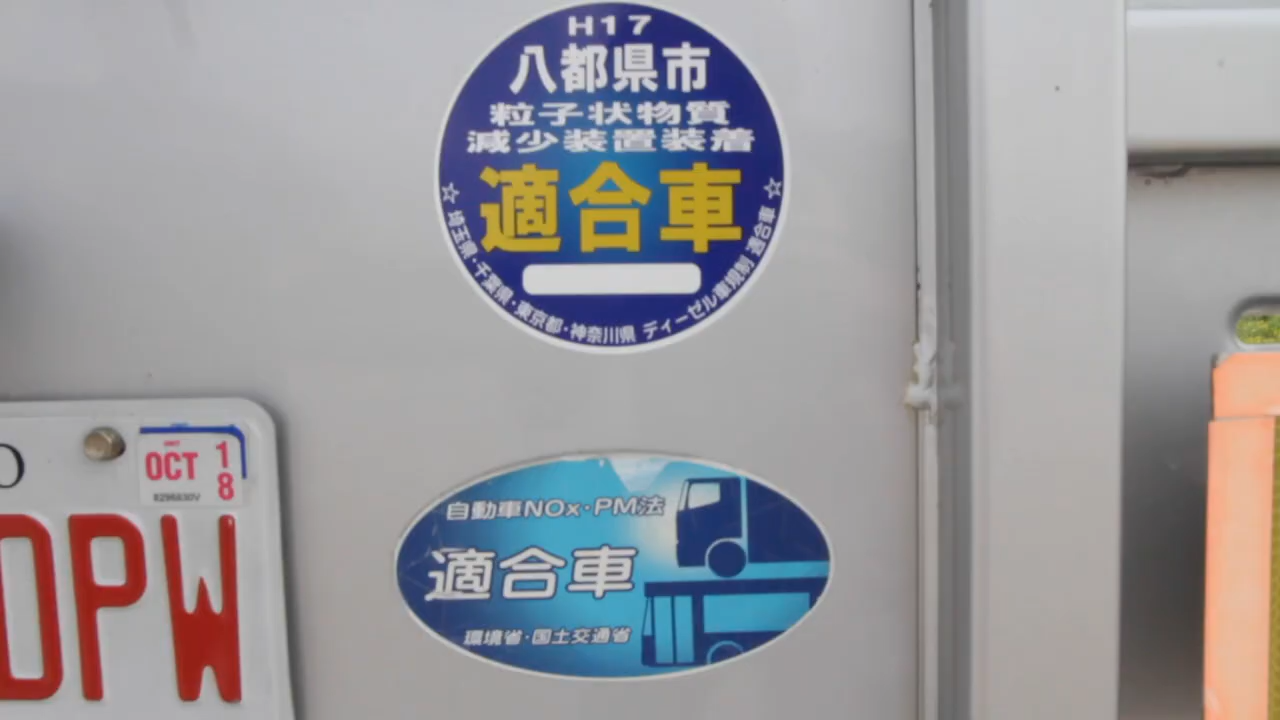 H17
八都県市
粒子状物質
減少装置装着
適合車
☆埼玉県・千葉県・東京都・神奈川県 ディーゼル車規制 適合車☆
OCT 18
8296830V
DPW
自動車NOx・PM法
適合車
環境省・国土交通省